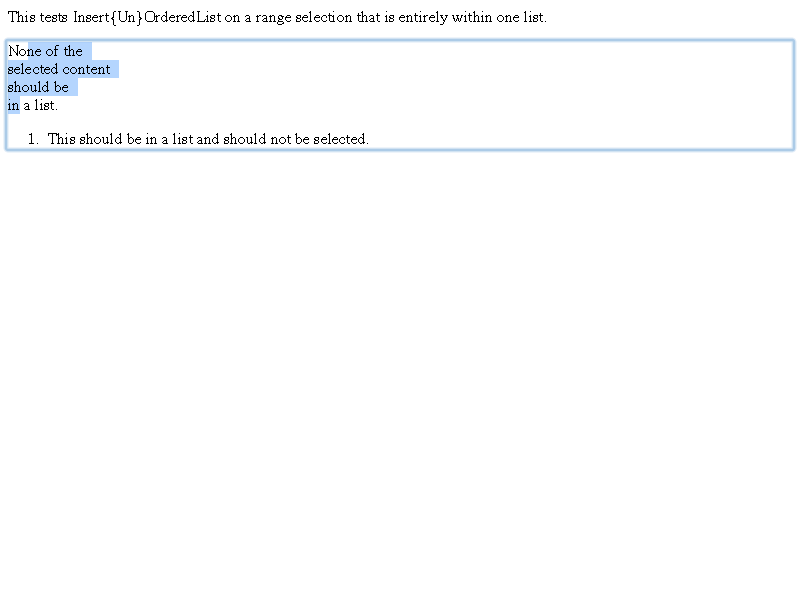 This tests Insert{Un}OrderedList on a range selection that is entirely within one list.
None of the
selected content
should be
in a list.
1. This should be in a list and should not be selected.